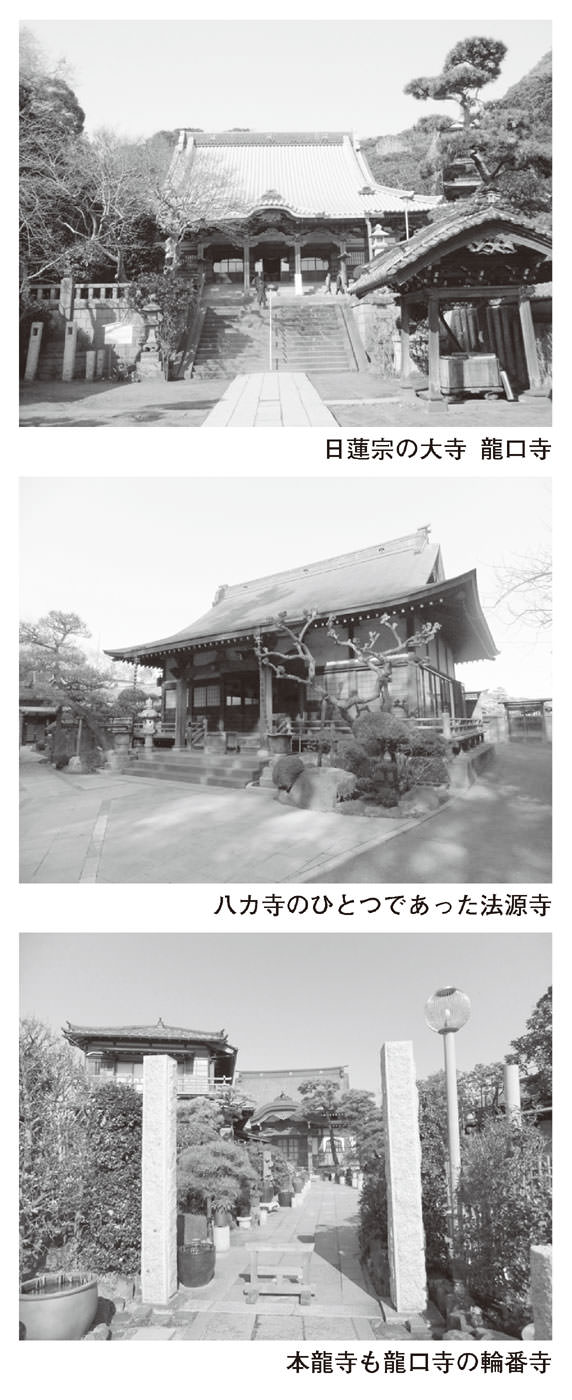 日蓮宗の大寺 龍口寺
八カ寺のひとつであった法源寺
本龍寺も龍口寺の輪番寺